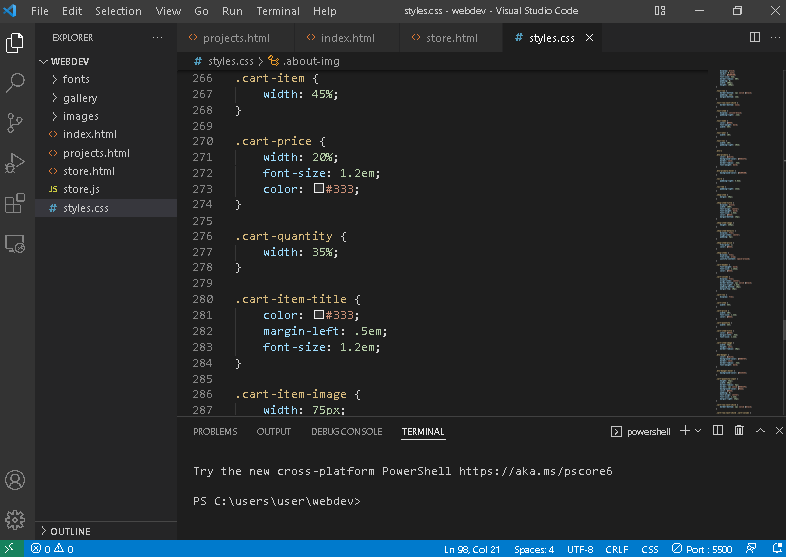 File Edit Selection View Go Run Terminal Help styles.css - webdev - Visual Studio Code
EXPLORER ···
projects.html index.html store.html # styles.css
WEBDEV
fonts
gallery
images
index.html
projects.html
store.html
JS store.js
# styles.css
# styles.css > .about-img
266 .cart-item {
267 width: 45%;
268 }
269
270 .cart-price {
271 width: 20%;
272 font-size: 1.2em;
273 color: #333;
274 }
275
276 .cart-quantity {
277 width: 35%;
278 }
279
280 .cart-item-title {
281 color: #333;
282 margin-left: .5em;
283 font-size: 1.2em;
284 }
285
286 .cart-item-image {
287 width: 75px;
PROBLEMS OUTPUT DEBUG CONSOLE TERMINAL powershell
Try the new cross-platform PowerShell https://aka.ms/pscore6
PS C:\users\user\webdev>
OUTLINE
0 0 Ln 98, Col 21 Spaces: 4 UTF-8 CRLF CSS Port : 5500